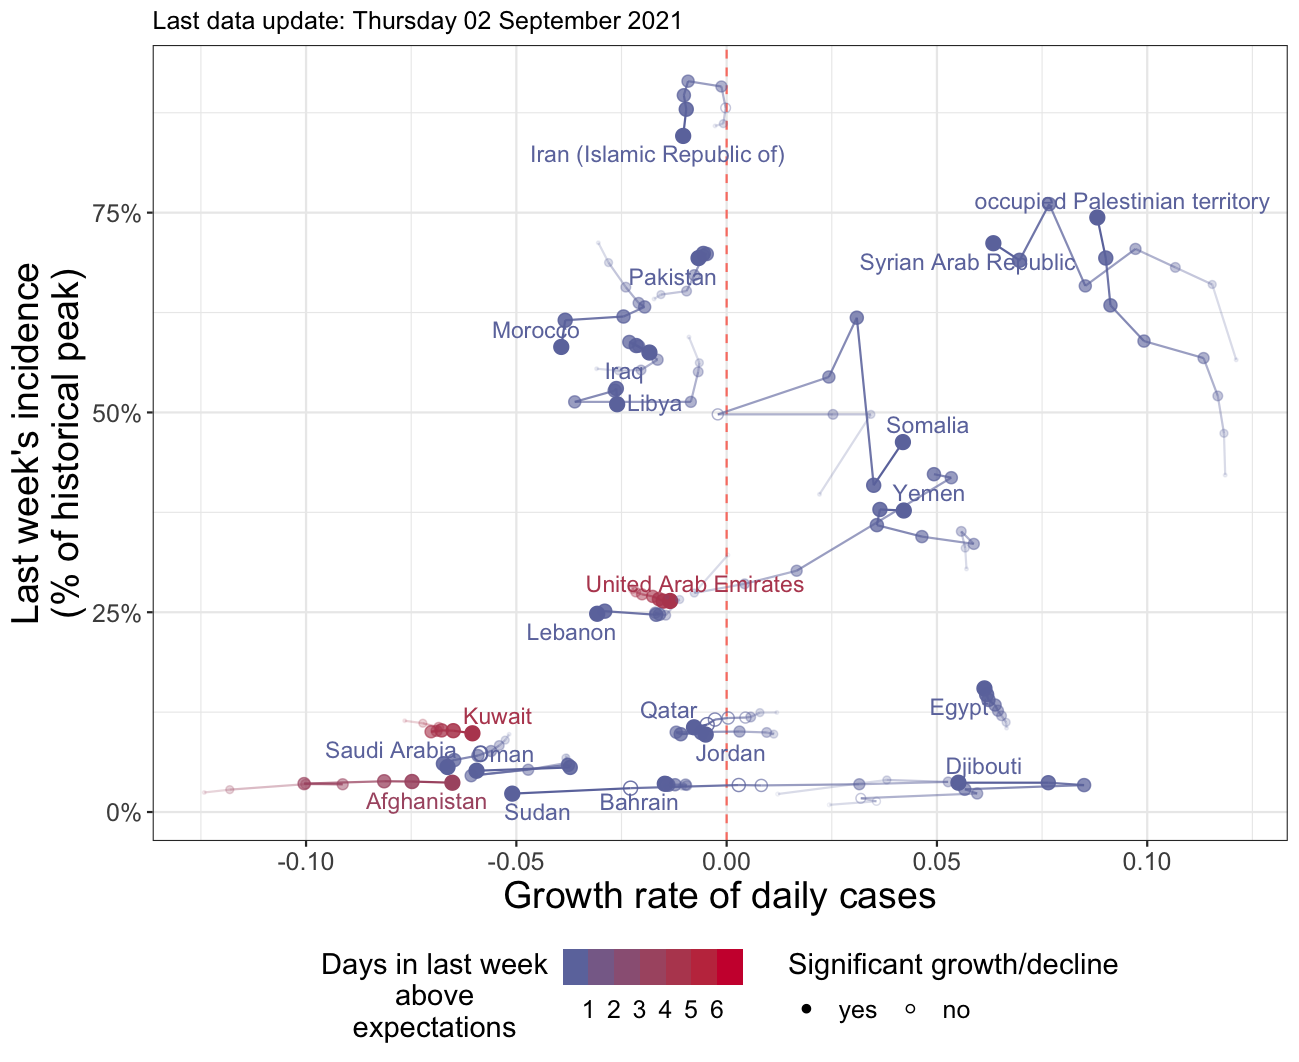 Last data update: Thursday 02 September 2021
Last week's incidence
(% of historical peak)
75%
50%
25%
0%
Iran (Islamic Republic of)
occupied Palestinian territory
Syrian Arab Republic
Pakistan
Morocco
Iraq
Libya
Somalia
Yemen
United Arab Emirates
Lebanon
Egypt
Qatar
Kuwait
Jordan
Saudi Arabia
Oman
Djibouti
Afghanistan
Bahrain
Sudan
-0.10
-0.05
0.00
0.05
0.10
Growth rate of daily cases
Days in last week
above
expectations
1 2 3 4 5 6
Significant growth/decline
yes
no